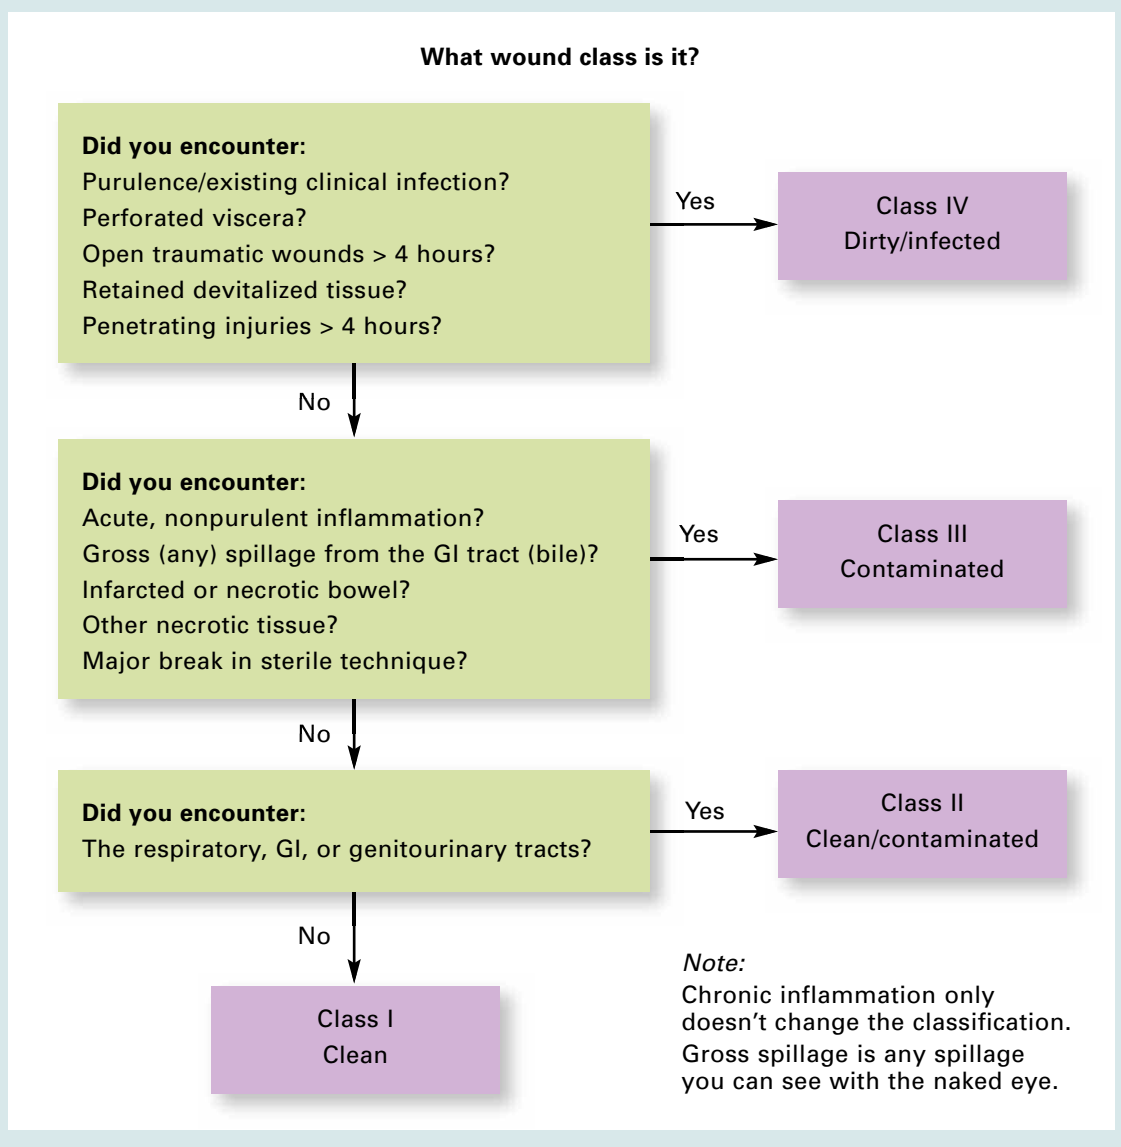 What wound class is it?
Did you encounter:
Purulence/existing clinical infection?
Perforated viscera?
Open traumatic wounds > 4 hours?
Retained devitalized tissue?
Penetrating injuries > 4 hours?
Yes
Class IV
Dirty/infected
No
Did you encounter:
Acute, nonpurulent inflammation?
Gross (any) spillage from the GI tract (bile)?
Infarcted or necrotic bowel?
Other necrotic tissue?
Major break in sterile technique?
Yes
Class III
Contaminated
No
Did you encounter:
The respiratory, GI, or genitourinary tracts?
Yes
Class II
Clean/contaminated
No
Class I
Clean
Note:
Chronic inflammation only
doesn't change the classification.
Gross spillage is any spillage
you can see with the naked eye.